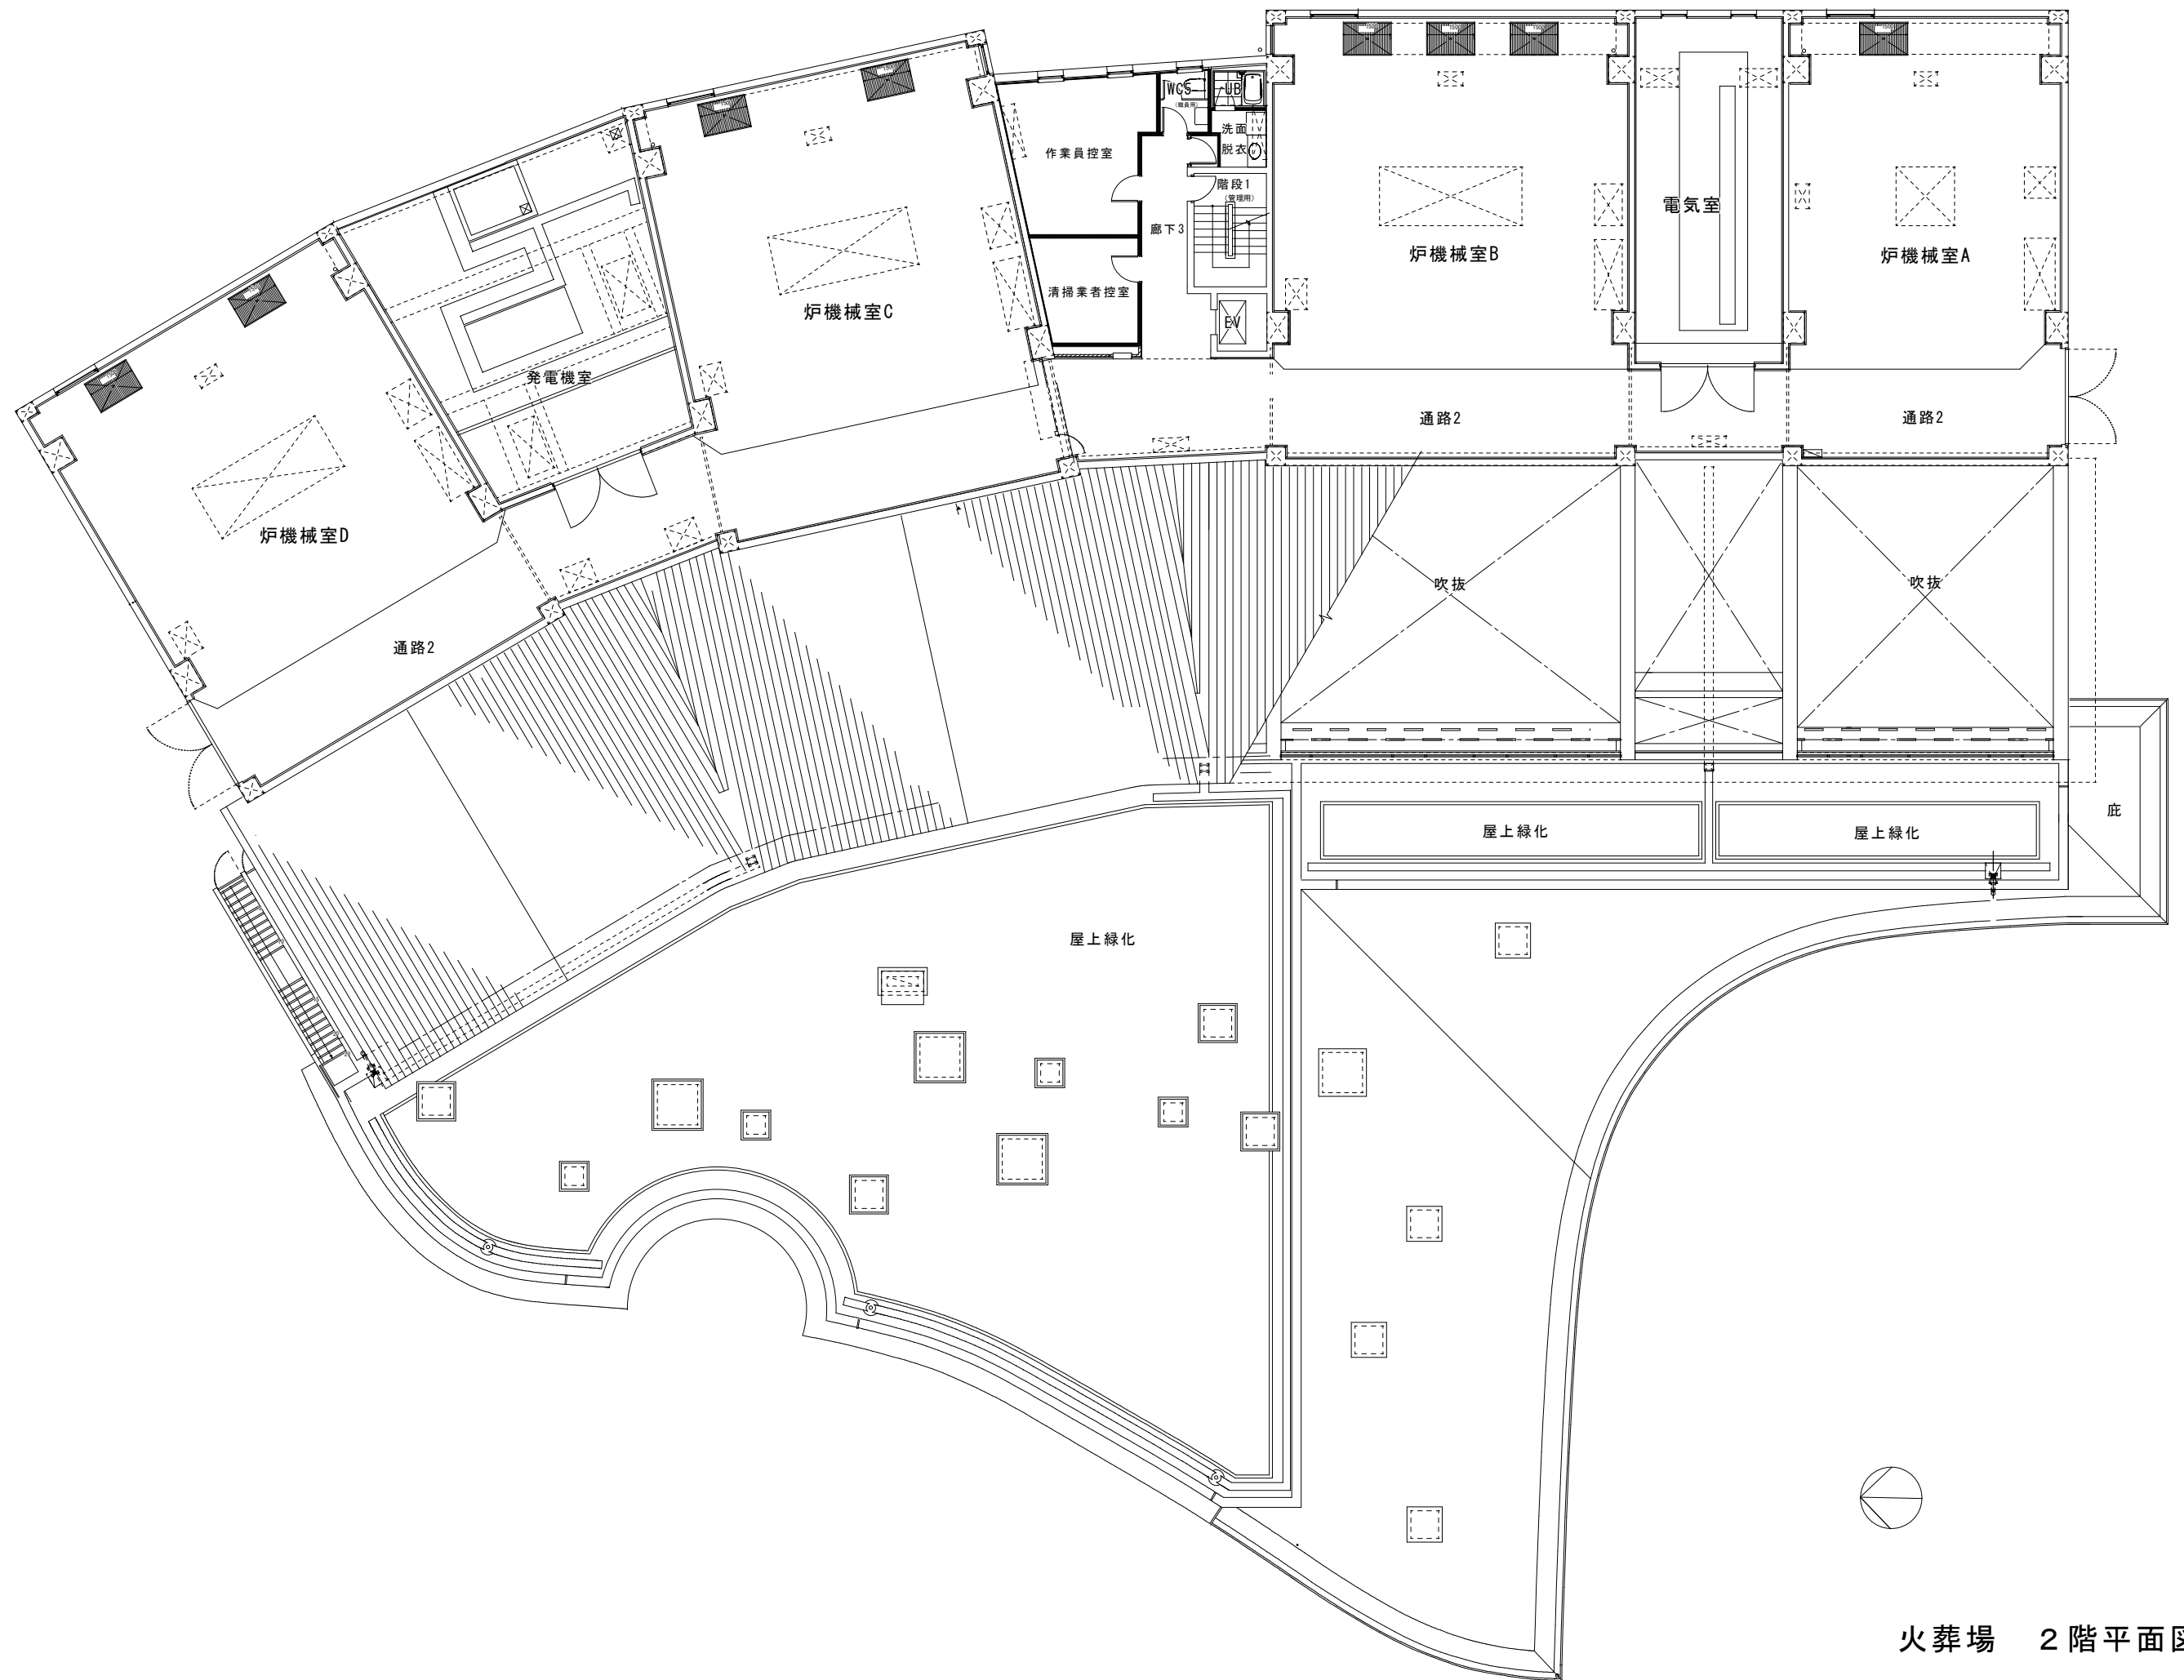 WCS
(職員用)
UB
洗面
脱衣
作業員控室
階段1
(管理用)
廊下3
電気室
炉機械室B
炉機械室A
清掃業者控室
炉機械室C
EV
発電機室
通路2
通路2
炉機械室D
吹抜
吹抜
通路2
庇
屋上緑化
屋上緑化
屋上緑化
火葬場 2階平面図